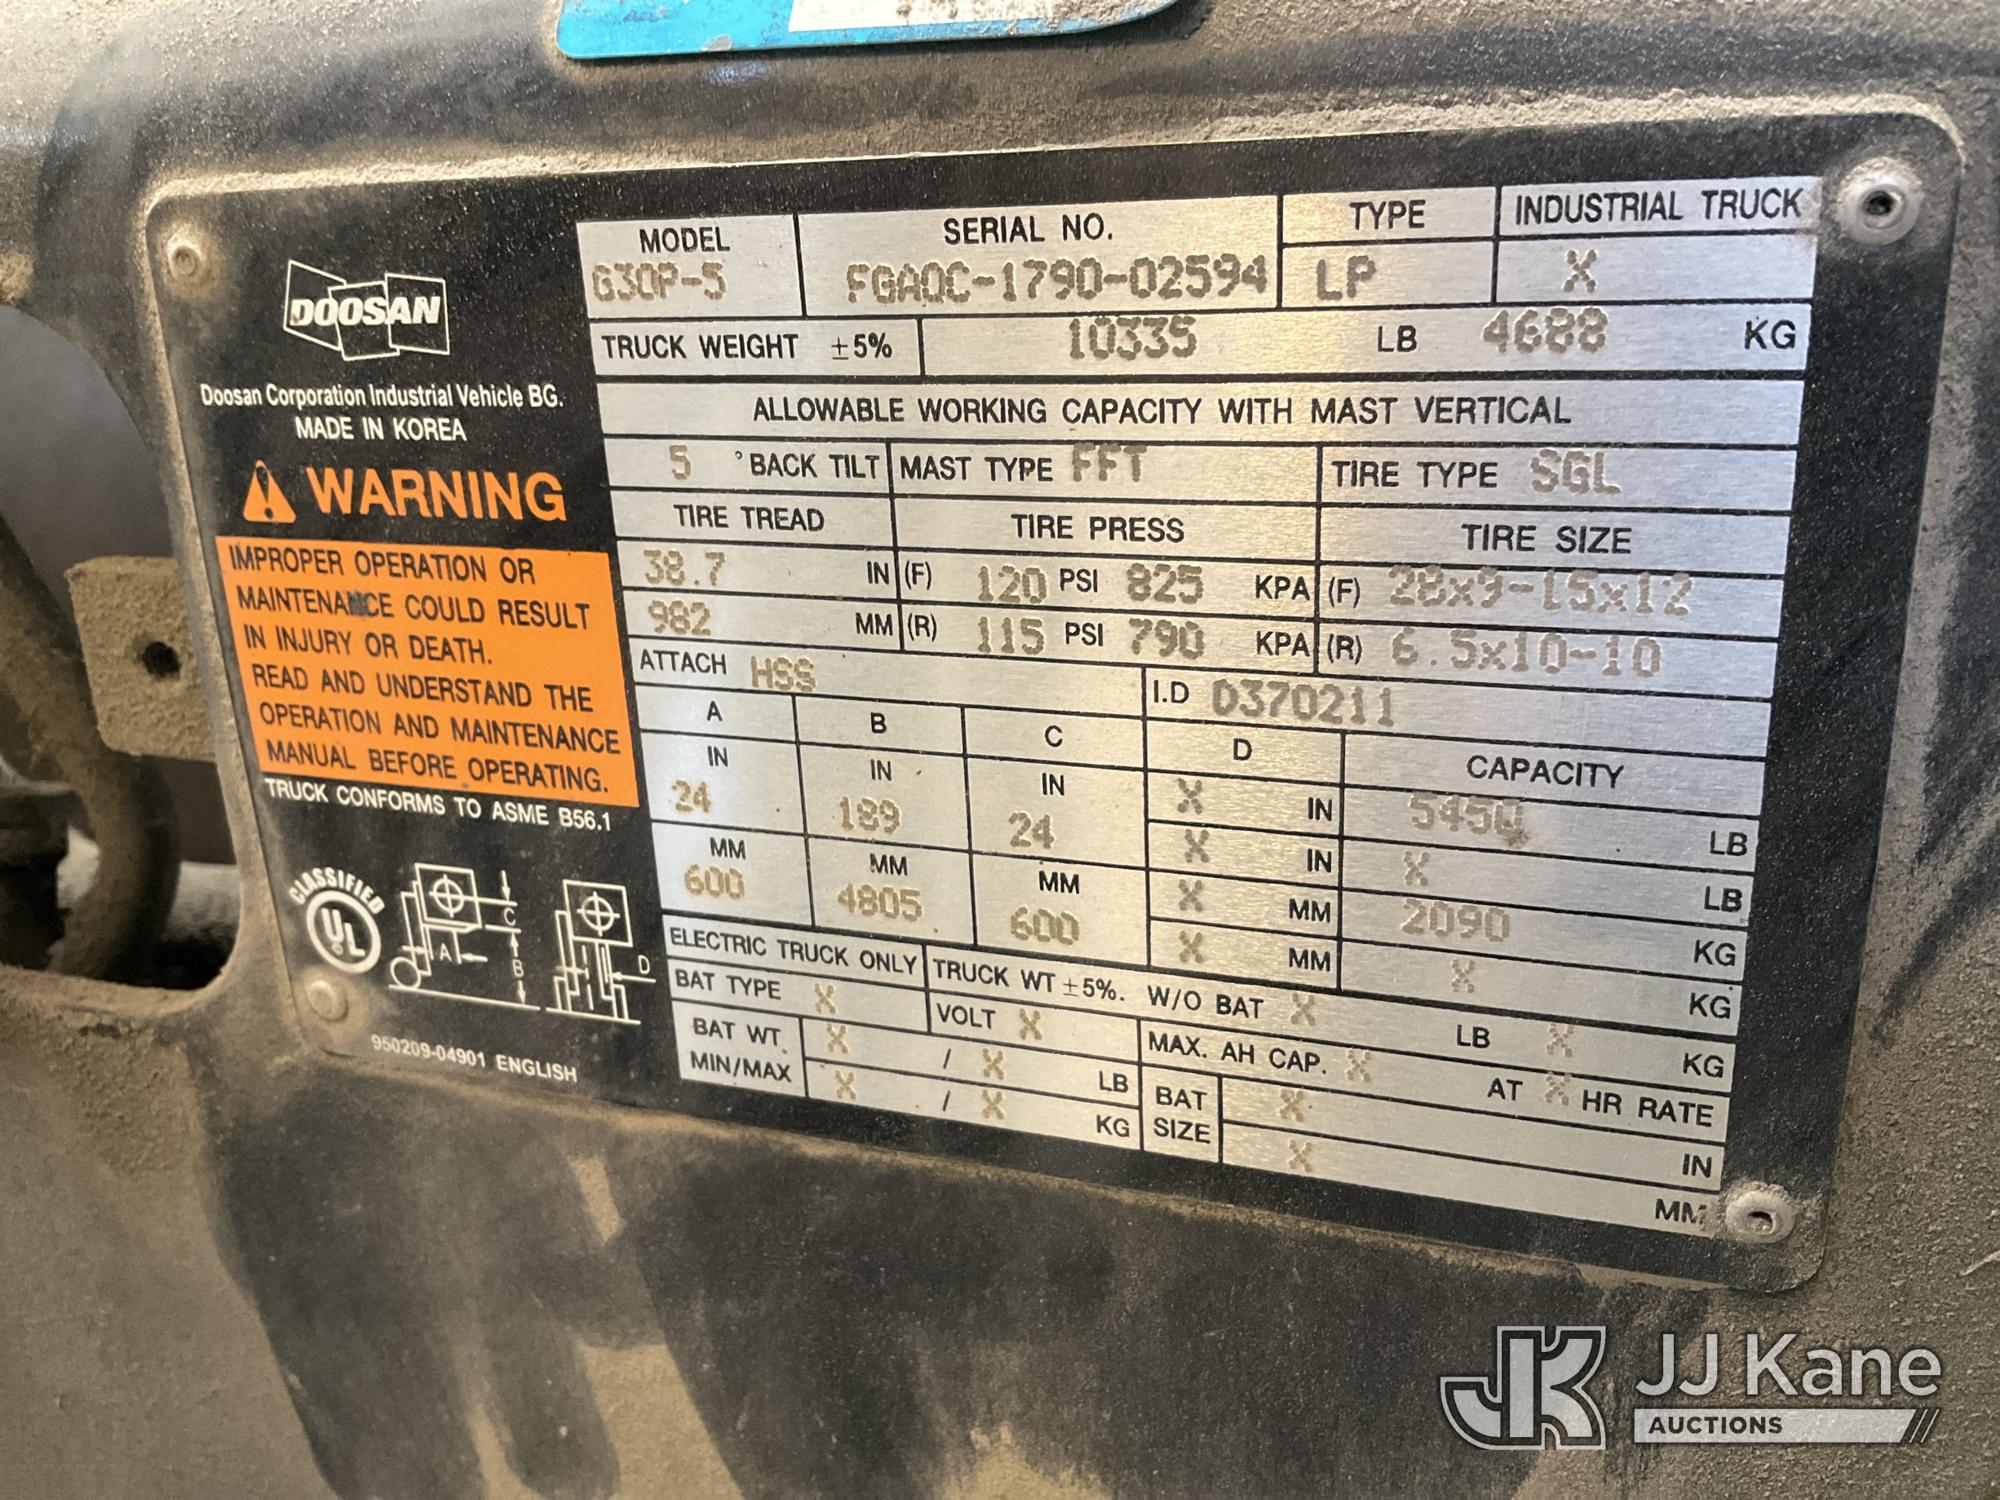 DOOSAN
Doosan Corporation Industrial Vehicle BG.
MADE IN KOREA
WARNING
IMPROPER OPERATION OR
MAINTENANCE COULD RESULT
IN INJURY OR DEATH.
READ AND UNDERSTAND THE
OPERATION AND MAINTENANCE
MANUAL BEFORE OPERATING.
TRUCK CONFORMS TO ASME B56.1
CLASSIFIED
UL
A B C D
950209-04901 ENGLISH
MODEL SERIAL NO. TYPE INDUSTRIAL TRUCK
G30P-5 FGA0C-1790-02594 LP X
TRUCK WEIGHT ±5% 10335 LB 4688 KG
ALLOWABLE WORKING CAPACITY WITH MAST VERTICAL
5 °BACK TILT MAST TYPE FFT TIRE TYPE SGL
TIRE TREAD TIRE PRESS TIRE SIZE
38.7 IN (F) 120 PSI 825 KPA (F) 28x9-15x12
982 MM (R) 115 PSI 790 KPA (R) 6.5x10-10
ATTACH HSS I.D D370211
A B C D CAPACITY
IN IN IN X IN 5450 LB
24 189 24 X IN X LB
MM MM MM X MM 2090 KG
600 4805 600 X MM X KG
ELECTRIC TRUCK ONLY TRUCK WT ±5%. W/O BAT X LB X KG
BAT TYPE X VOLT X MAX. AH CAP. X AT X HR RATE
BAT WT. MIN/MAX X / X LB BAT SIZE X IN
X / X KG X MM
JK JJ Kane
AUCTIONS